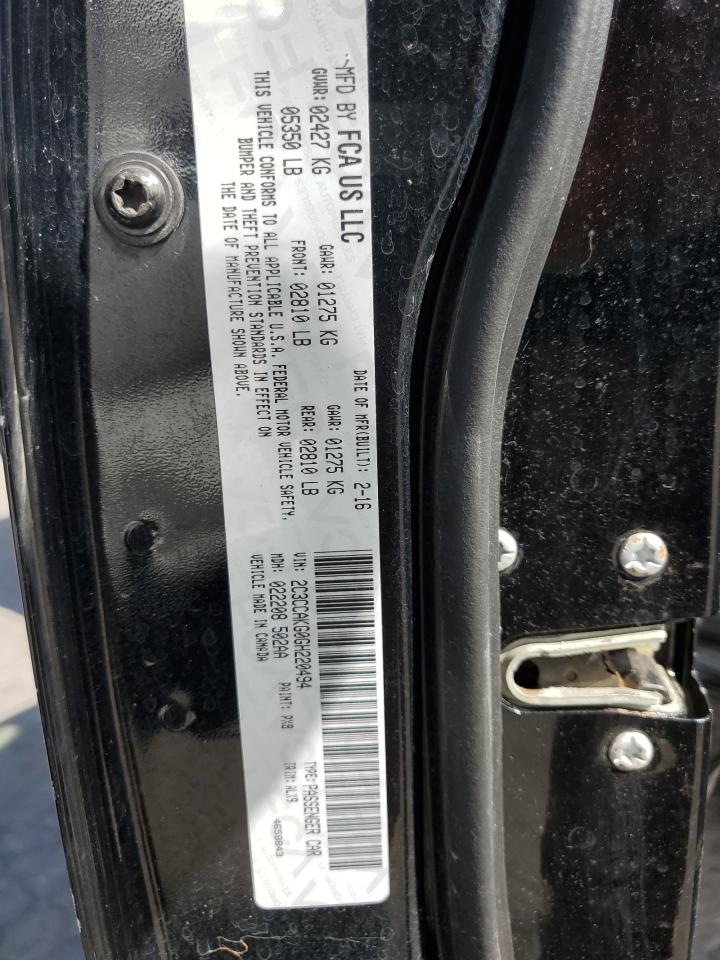 MFD BY FCA US LLC
DATE OF MFR(BUILT): 2-16
GVWR: 02427 KG
GAWR: 01275 KG
GAWR: 01275 KG
05350 LB
FRONT: 02810 LB
REAR: 02810 LB
THIS VEHICLE CONFORMS TO ALL APPLICABLE U.S.A. FEDERAL MOTOR VEHICLE SAFETY,
BUMPER AND THEFT PREVENTION STANDARDS IN EFFECT ON
THE DATE OF MANUFACTURE SHOWN ABOVE.
VIN: 2C3CCAKG0GH220494
TYPE: PASSENGER CAR
MDH: 022208 502AA
PAINT: PX8
TRIM: ALX9
VEHICLE MADE IN CANADA
4658843